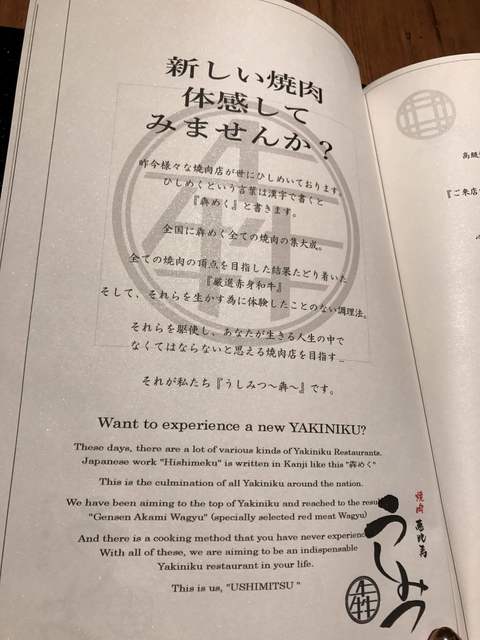 新しい焼肉
体感して
みませんか？
昨今様々な焼肉店が世にひしめいております。
ひしめくという言葉は漢字で書くと
『犇めく』と書きます。
全国に犇めく全ての焼肉の集大成。
全ての焼肉の頂点を目指した結果たどり着いた
『厳選赤身和牛』
そして、それらを生かす為に体験したことのない調理法。
それらを駆使し、あなたが生きる人生の中で
なくてはならないと思える焼肉店を目指す…
それが私たち『うしみつ〜犇〜』です。
Want to experience a new YAKINIKU?
These days, there are a lot of various kinds of Yakiniku Restaurants.
Japanese work "Hishimeku" is written in Kanji like this "犇めく"
This is the culmination of all Yakiniku around the nation.
We have been aiming to the top of Yakiniku and reached to the resu
"Gensen Akami Wagyu" (specially selected red meat Wagyu)
And there is a cooking method that you have never experienc
With all of these, we are aiming to be an indispensable
Yakiniku restaurant in your life.
This is us, "USHIMITSU "
焼肉 恵比寿
うしみつ
高級
『ご来店